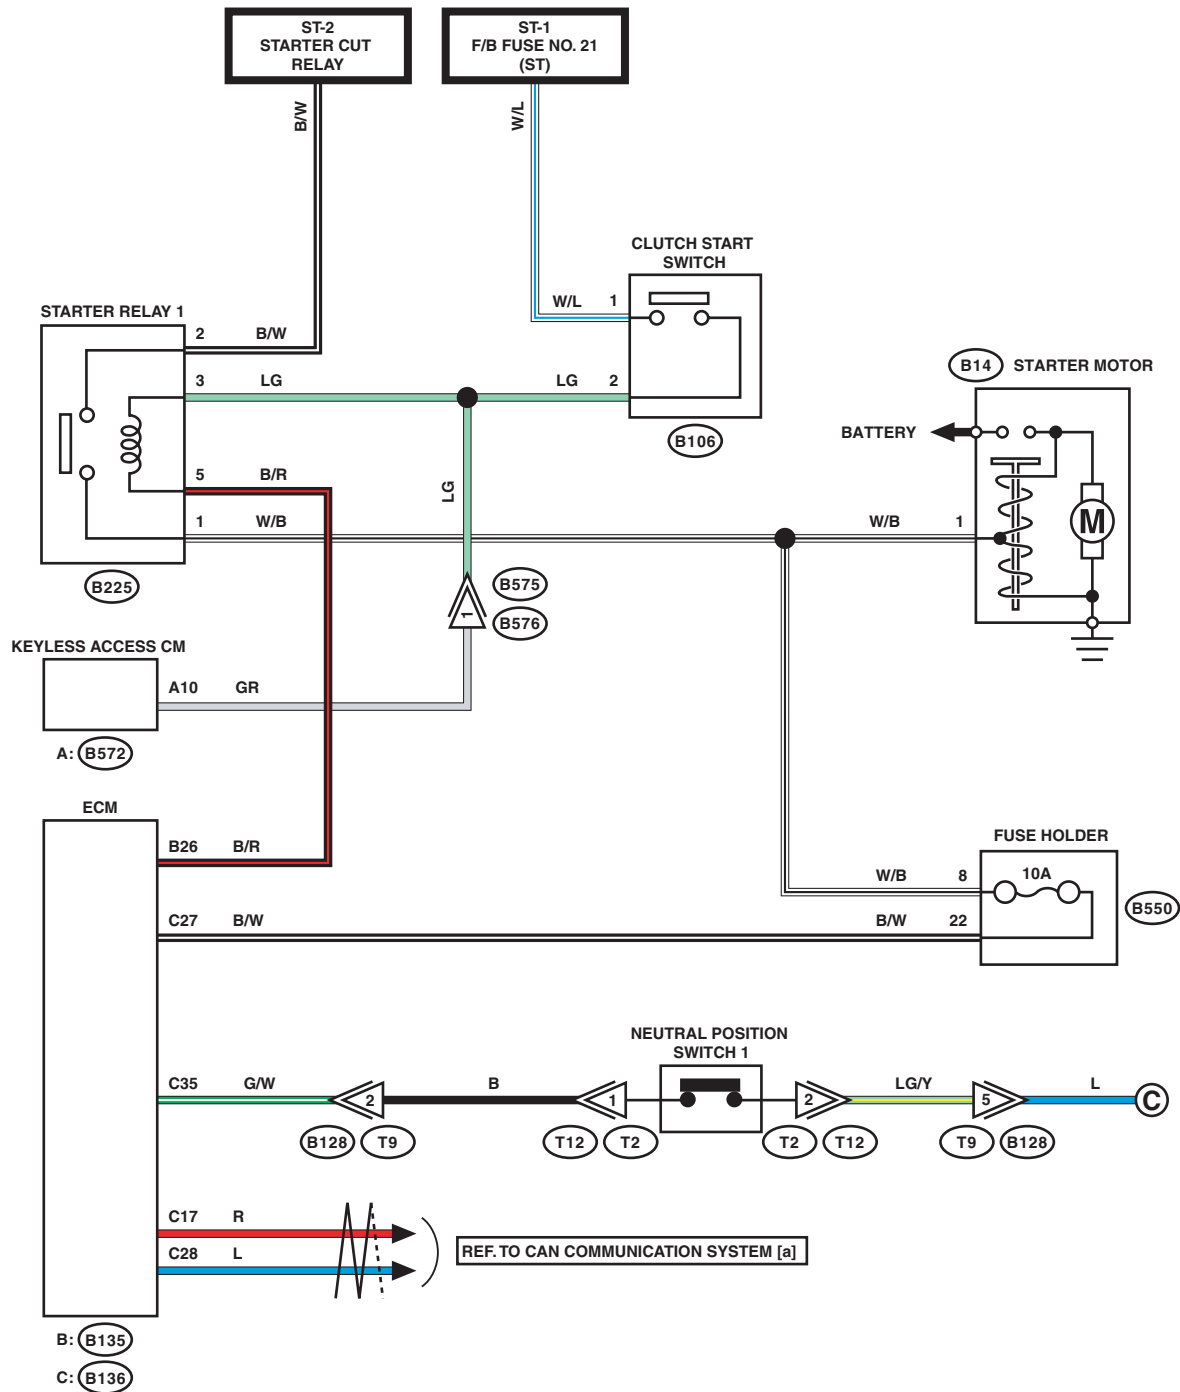 ST-2
STARTER CUT
RELAY
ST-1
F/B FUSE NO. 21
(ST)
B/W
W/L
CLUTCH START
SWITCH
W/L 1
STARTER RELAY 1
2 B/W
B14 STARTER MOTOR
3 LG
LG 2
BATTERY
B106
5 B/R
LG
1 W/B
W/B 1
M
B225
B575
1
B576
KEYLESS ACCESS CM
A10 GR
A: B572
ECM
FUSE HOLDER
B26 B/R
W/B 8
10A
B550
C27 B/W
B/W 22
NEUTRAL POSITION
SWITCH 1
C35 G/W
2
B
1
2
LG/Y
5
L
C
B128 T9
T12 T2
T2 T12
T9 B128
C17 R
C28 L
REF. TO CAN COMMUNICATION SYSTEM [a]
B: B135
C: B136